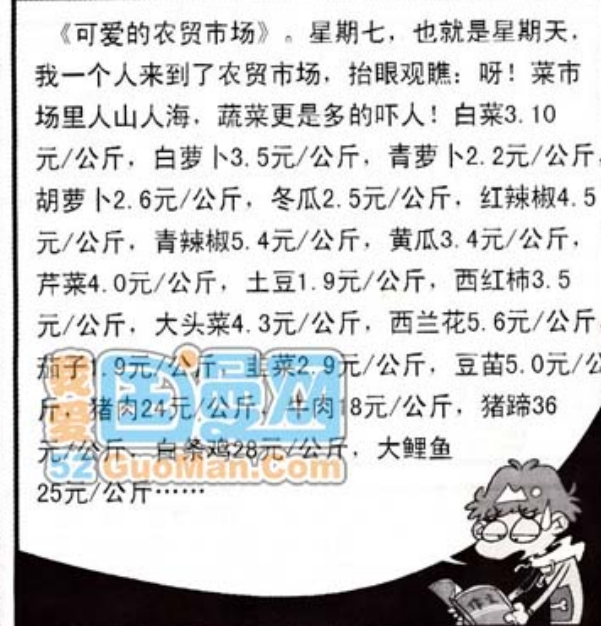 《可爱的农贸市场》。星期七，也就是星期天，
我一个人来到了农贸市场，抬眼观瞧：呀！菜市
场里人山人海，蔬菜更是多的吓人！白菜3.10
元/公斤，白萝卜3.5元/公斤，青萝卜2.2元/公斤，
胡萝卜2.6元/公斤，冬瓜2.5元/公斤，红辣椒4.5
元/公斤，青辣椒5.4元/公斤，黄瓜3.4元/公斤，
芹菜4.0元/公斤，土豆1.9元/公斤，西红柿3.5
元/公斤，大头菜4.3元/公斤，西兰花5.6元/公斤，
茄子1.9元/公斤，韭菜2.9元/公斤，豆苗5.0元/公
斤，猪肉24元/公斤，牛肉18元/公斤，猪蹄36
元/公斤、白条鸡28元/公斤，大鲤鱼
25元/公斤……
我爱国漫网
52GuoMan.Com
作文